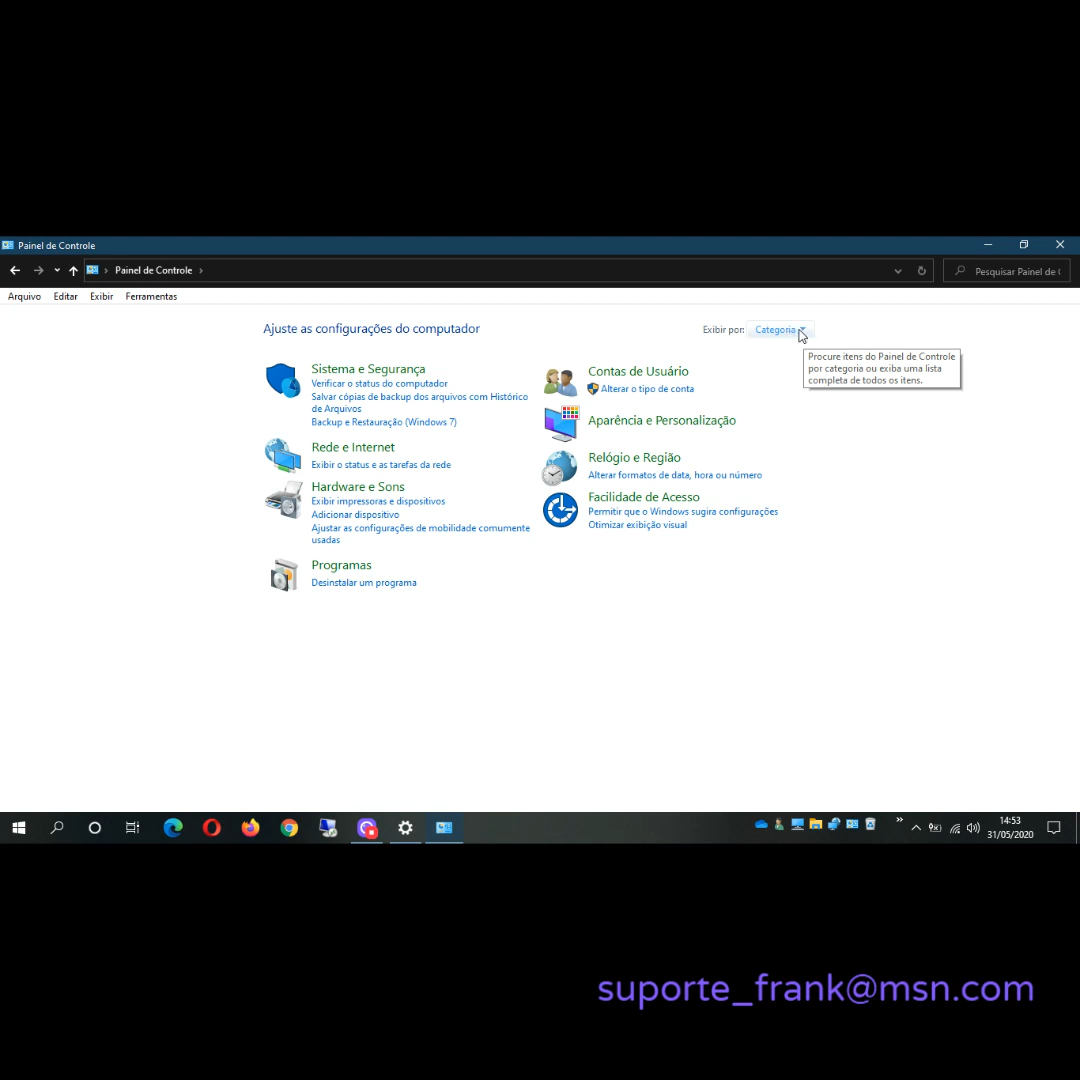 Painel de Controle
Painel de Controle
Pesquisar Painel de
Arquivo Editar Exibir Ferramentas
Ajuste as configurações do computador
Exibir por: Categoria
Procure itens do Painel de Controle
por categoria ou exiba uma lista
completa de todos os itens.
Sistema e Segurança
Verificar o status do computador
Salvar cópias de backup dos arquivos com Histórico
de Arquivos
Backup e Restauração (Windows 7)
Rede e Internet
Exibir o status e as tarefas da rede
Hardware e Sons
Exibir impressoras e dispositivos
Adicionar dispositivo
Ajustar as configurações de mobilidade comumente
usadas
Programas
Desinstalar um programa
Contas de Usuário
Alterar o tipo de conta
Aparência e Personalização
Relógio e Região
Alterar formatos de data, hora ou número
Facilidade de Acesso
Permitir que o Windows sugira configurações
Otimizar exibição visual
14:53
31/05/2020
suporte_frank@msn.com